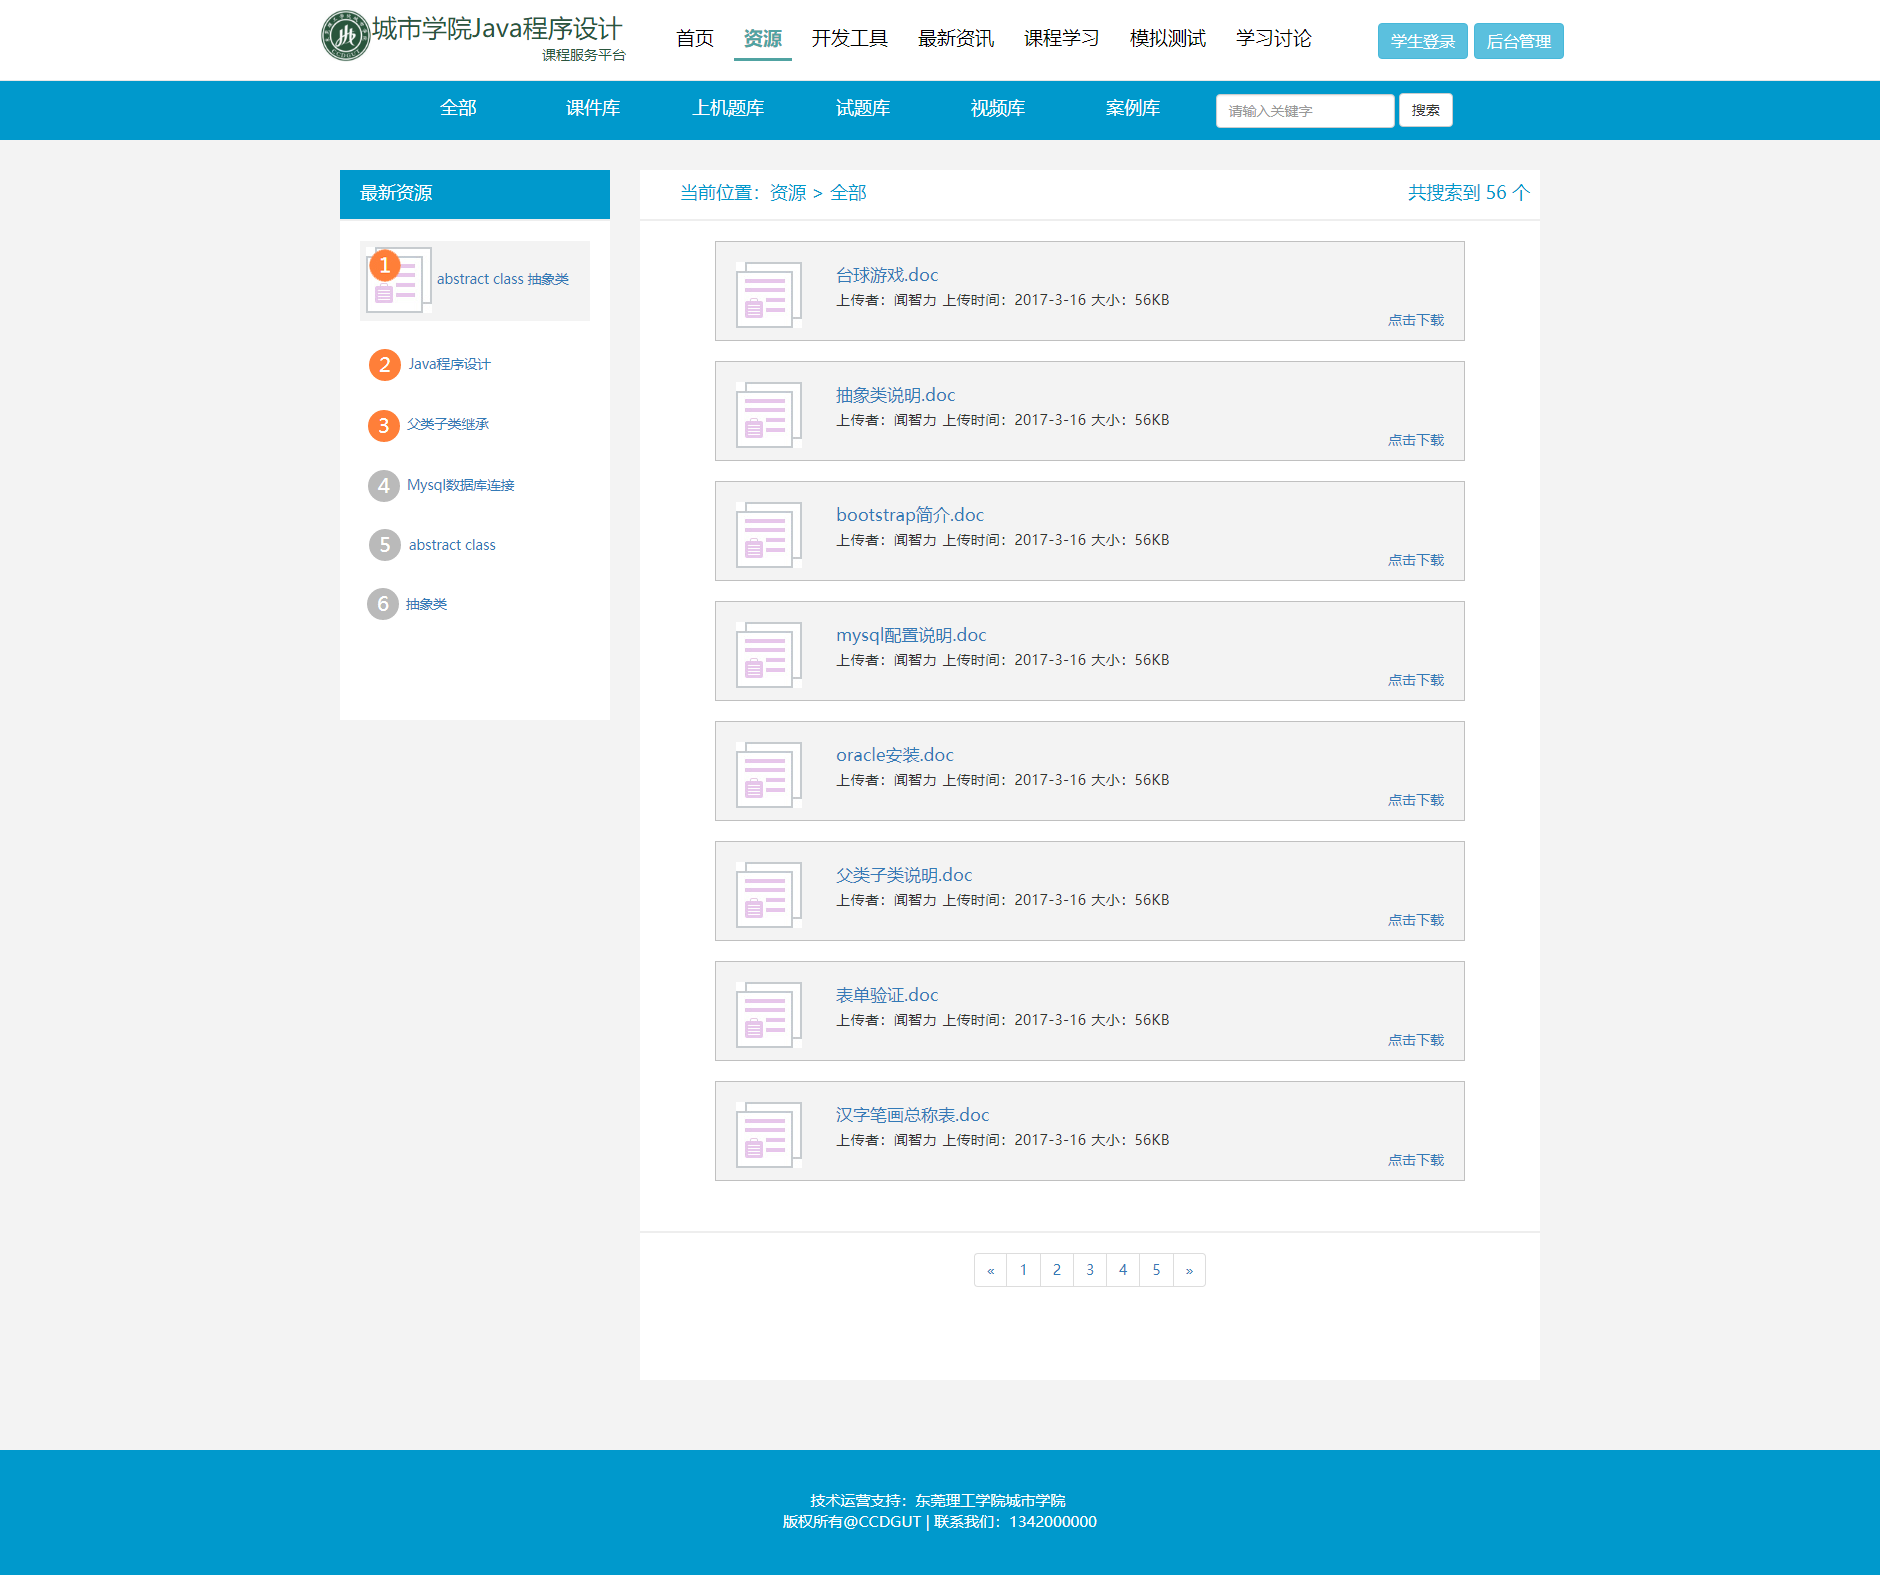 城市学院Java程序设计
课程服务平台
首页 资源 开发工具 最新资讯 课程学习 模拟测试 学习讨论
学生登录 后台管理
全部 课件库 上机题库 试题库 视频库 案例库 请输入关键字 搜索
最新资源
1 abstract class 抽象类
2 Java程序设计
3 父类子类继承
4 Mysql数据库连接
5 abstract class
6 抽象类
当前位置：资源 > 全部 共搜索到 56 个
台球游戏.doc
上传者：闻智力 上传时间：2017-3-16 大小：56KB
点击下载
抽象类说明.doc
上传者：闻智力 上传时间：2017-3-16 大小：56KB
点击下载
bootstrap简介.doc
上传者：闻智力 上传时间：2017-3-16 大小：56KB
点击下载
mysql配置说明.doc
上传者：闻智力 上传时间：2017-3-16 大小：56KB
点击下载
oracle安装.doc
上传者：闻智力 上传时间：2017-3-16 大小：56KB
点击下载
父类子类说明.doc
上传者：闻智力 上传时间：2017-3-16 大小：56KB
点击下载
表单验证.doc
上传者：闻智力 上传时间：2017-3-16 大小：56KB
点击下载
汉字笔画总称表.doc
上传者：闻智力 上传时间：2017-3-16 大小：56KB
点击下载
« 1 2 3 4 5 »
技术运营支持：东莞理工学院城市学院
版权所有@CCDGUT | 联系我们：1342000000